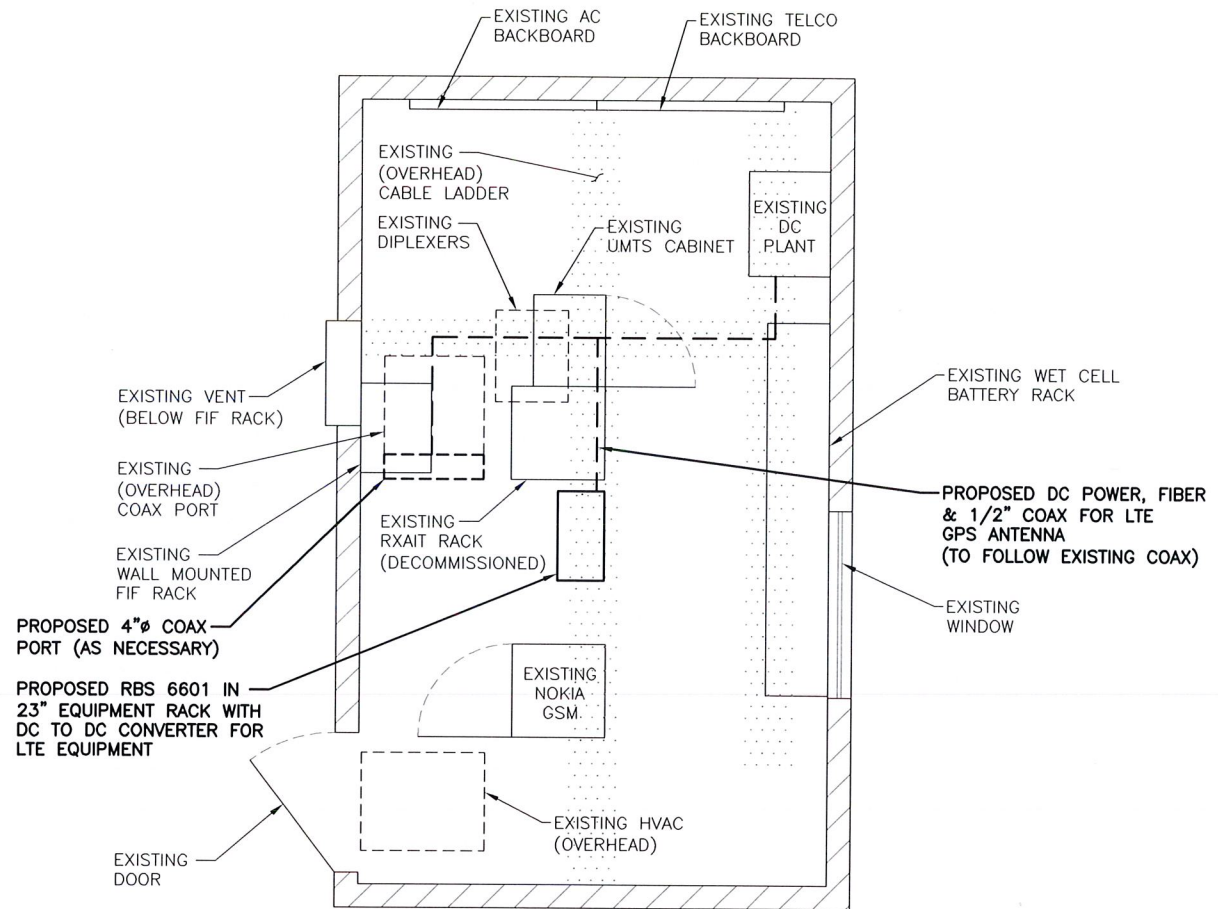 EXISTING AC
BACKBOARD
EXISTING TELCO
BACKBOARD
EXISTING
(OVERHEAD)
CABLE LADDER
EXISTING
DIPLEXERS
EXISTING
UMTS CABINET
EXISTING
DC
PLANT
EXISTING VENT
(BELOW FIF RACK)
EXISTING WET CELL
BATTERY RACK
EXISTING
(OVERHEAD)
COAX PORT
EXISTING
WALL MOUNTED
FIF RACK
EXISTING
RXAIT RACK
(DECOMMISSIONED)
PROPOSED DC POWER, FIBER
& 1/2" COAX FOR LTE
GPS ANTENNA
(TO FOLLOW EXISTING COAX)
EXISTING
WINDOW
PROPOSED 4"ø COAX
PORT (AS NECESSARY)
PROPOSED RBS 6601 IN
23" EQUIPMENT RACK WITH
DC TO DC CONVERTER FOR
LTE EQUIPMENT
EXISTING
NOKIA
GSM
EXISTING HVAC
(OVERHEAD)
EXISTING
DOOR